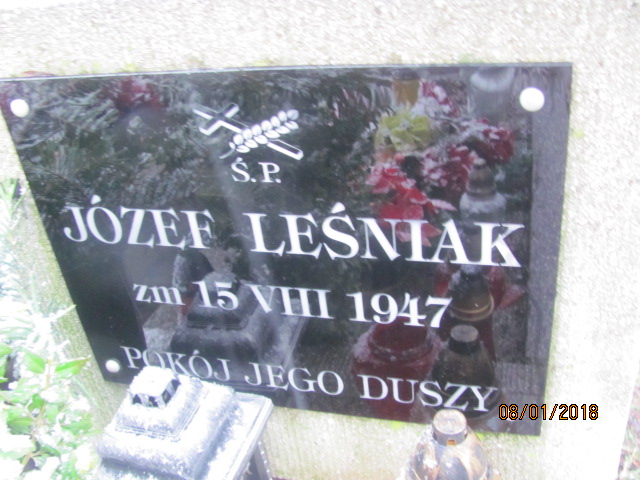 Ś.P.
JÓZEF LEŚNIAK
zm 15 VIII 1947
POKÓJ JEGO DUSZY
08/01/2018